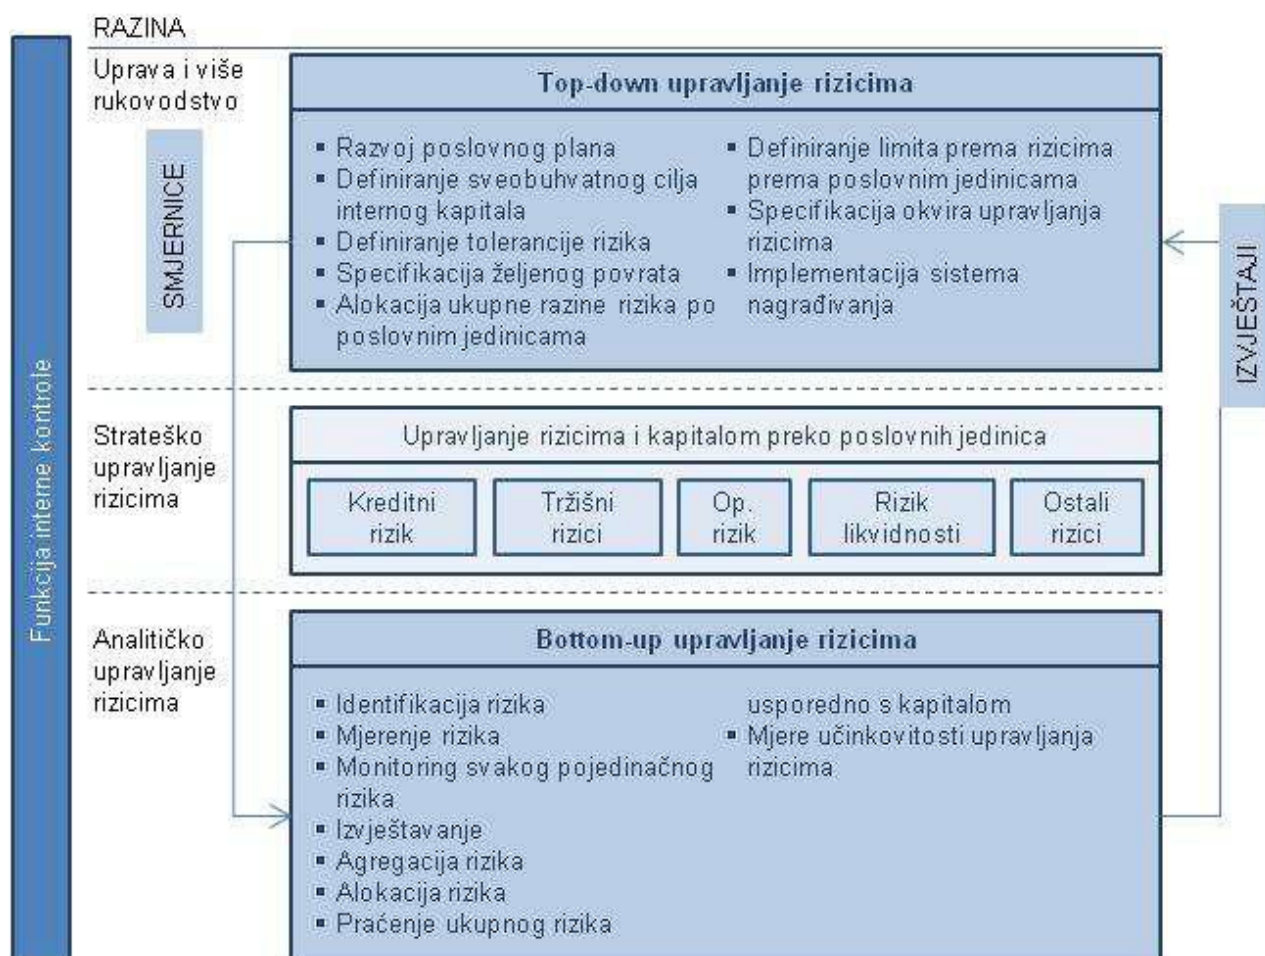 RAZINA
Uprava i više
rukovodstvo
SMJERNICE
Top-down upravljanje rizicima
▪ Razvoj poslovnog plana
▪ Definiranje sveobuhvatnog cilja
internog kapitala
▪ Definiranje tolerancije rizika
▪ Specifikacija željenog povrata
▪ Alokacija ukupne razine rizika po
poslovnim jedinicama
▪ Definiranje limita prema rizicima
prema poslovnim jedinicama
▪ Specifikacija okvira upravljanja
rizicima
▪ Implementacija sistema
nagrađivanja
IZVJEŠTAJI
Funkcija interne kontrole
Strateško
upravljanje
rizicima
Upravljanje rizicima i kapitalom preko poslovnih jedinica
Kreditni
rizik
Tržišni
rizici
Op.
rizik
Rizik
likvidnosti
Ostali
rizici
Analitičko
upravljanje
rizicima
Bottom-up upravljanje rizicima
▪ Identifikacija rizika
▪ Mjerenje rizika
▪ Monitoring svakog pojedinačnog
rizika
▪ Izvještavanje
▪ Agregacija rizika
▪ Alokacija rizika
▪ Praćenje ukupnog rizika
usporedno s kapitalom
▪ Mjere učinkovitosti upravljanja
rizicima